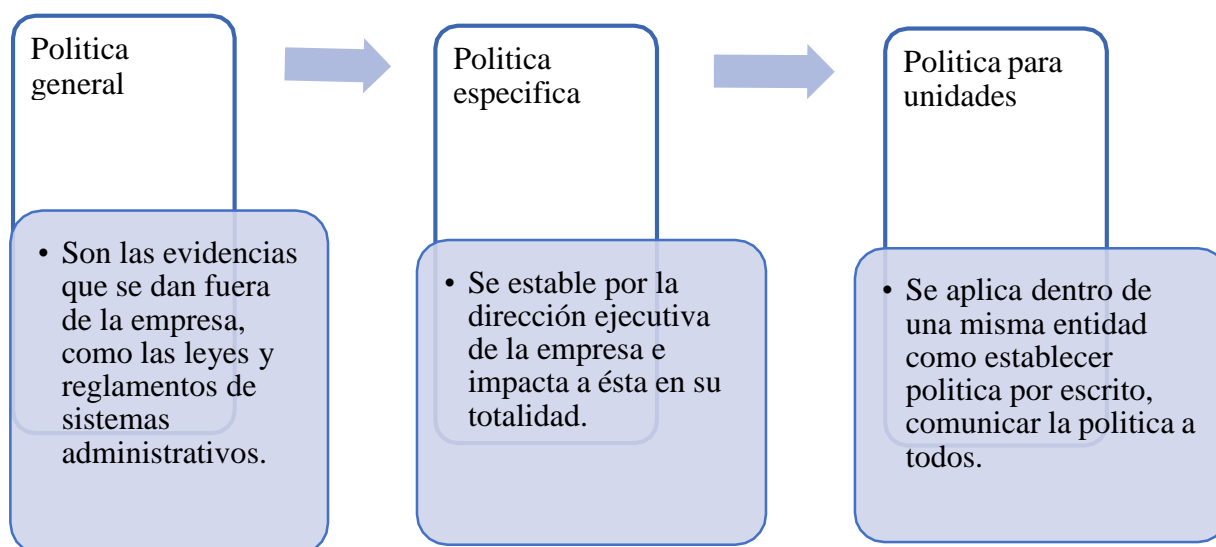 Politica
general
• Son las evidencias
que se dan fuera
de la empresa,
como las leyes y
reglamentos de
sistemas
administrativos.
Politica
especifica
• Se estable por la
dirección ejecutiva
de la empresa e
impacta a ésta en su
totalidad.
Politica para
unidades
• Se aplica dentro de
una misma entidad
como establecer
politica por escrito,
comunicar la politica a
todos.